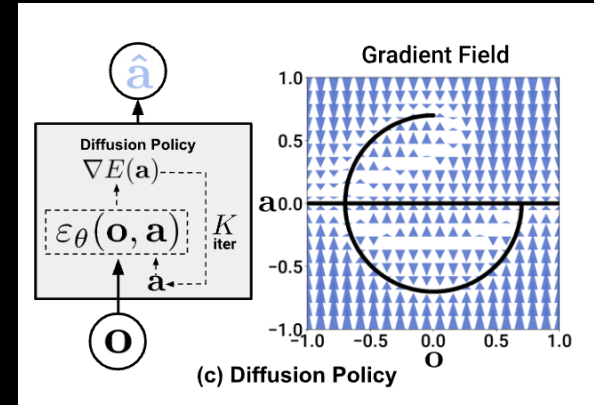 â
Diffusion Policy
∇E(a)
εθ(o, a)
K
iter
a
o
Gradient Field
1.0
0.5
a 0.0
−0.5
−1.0
−1.0 −0.5 0.0 0.5 1.0
o
(c) Diffusion Policy